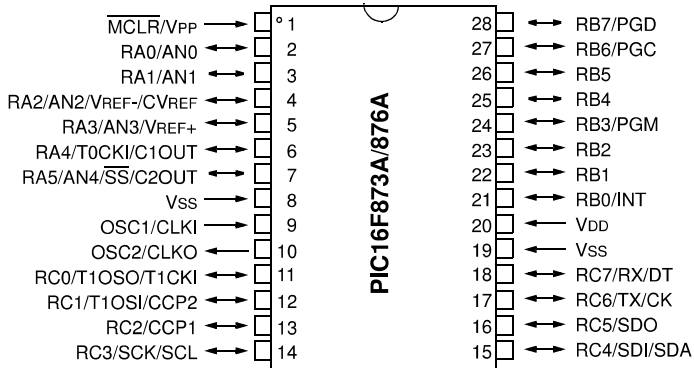 MCLR/VPP 1
RA0/AN0 2
RA1/AN1 3
RA2/AN2/VREF-/CVREF 4
RA3/AN3/VREF+ 5
RA4/T0CKI/C1OUT 6
RA5/AN4/SS/C2OUT 7
VSS 8
OSC1/CLKI 9
OSC2/CLKO 10
RC0/T1OSO/T1CKI 11
RC1/T1OSI/CCP2 12
RC2/CCP1 13
RC3/SCK/SCL 14
PIC16F873A/876A
28 RB7/PGD
27 RB6/PGC
26 RB5
25 RB4
24 RB3/PGM
23 RB2
22 RB1
21 RB0/INT
20 VDD
19 VSS
18 RC7/RX/DT
17 RC6/TX/CK
16 RC5/SDO
15 RC4/SDI/SDA